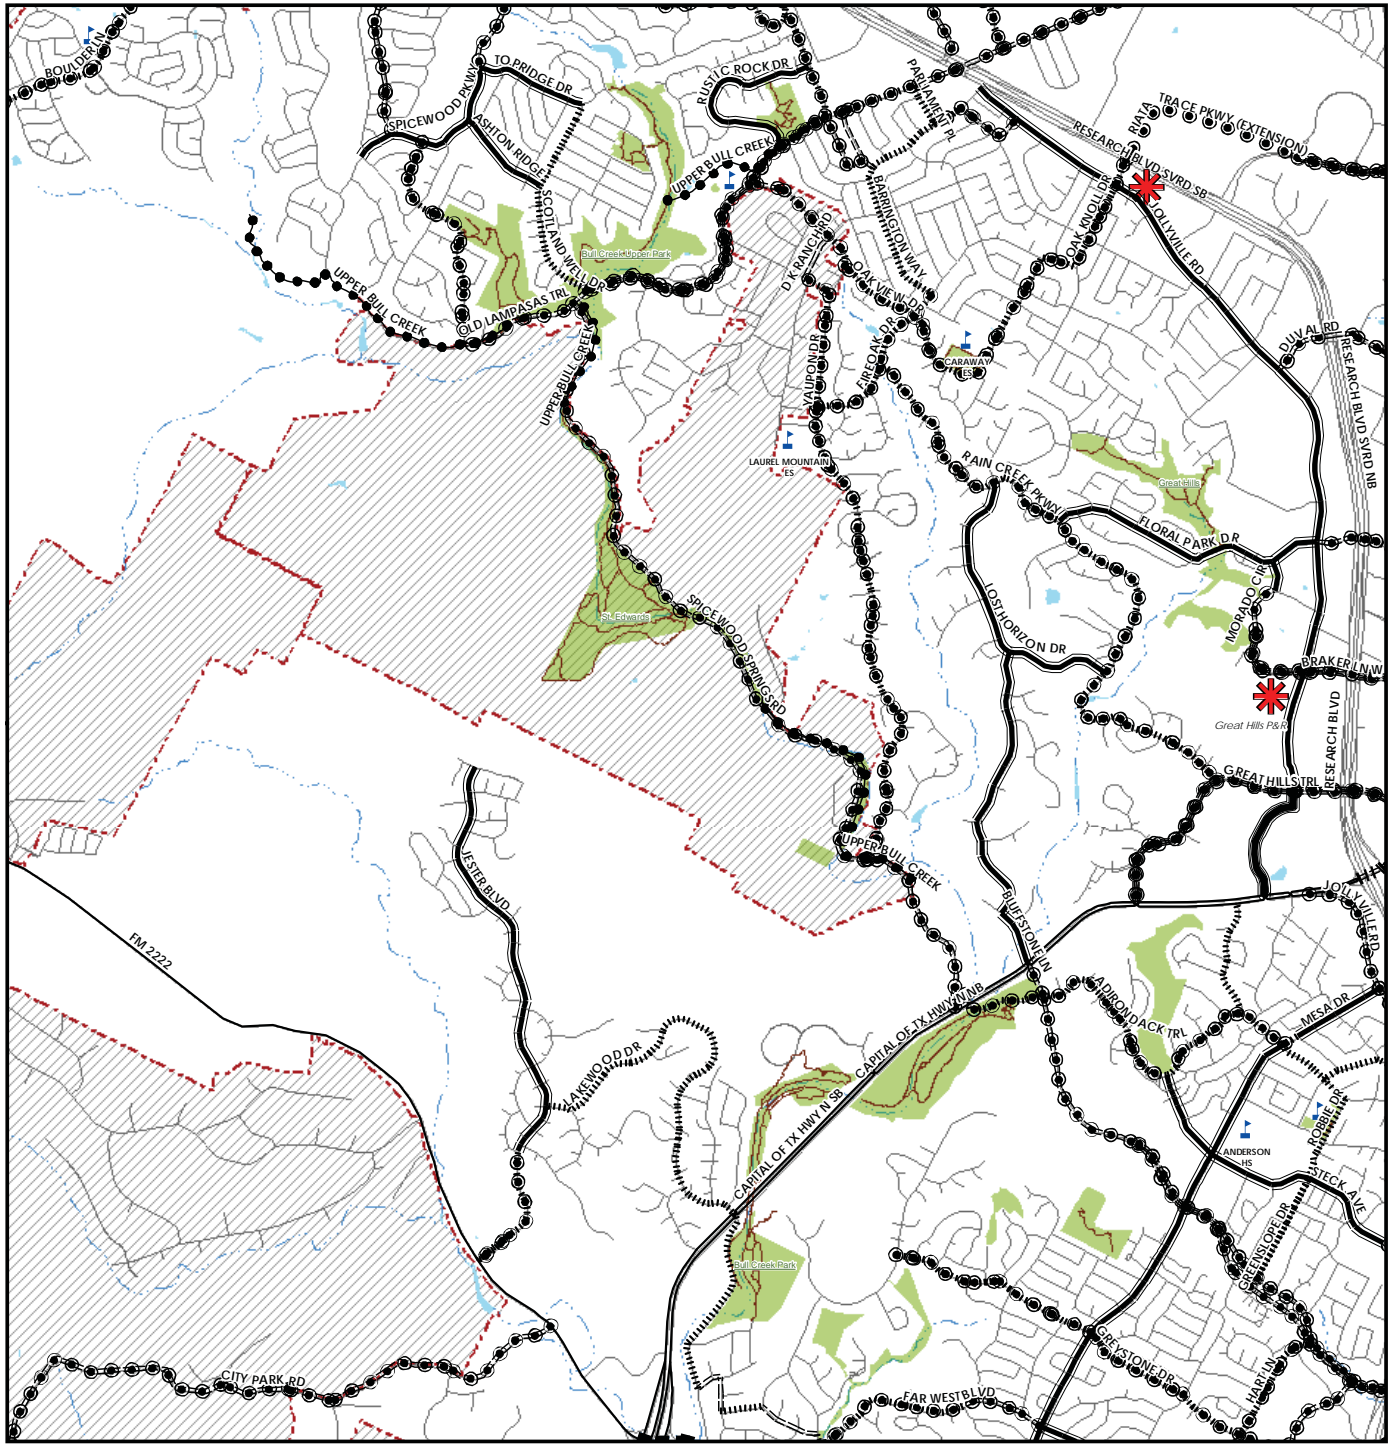 BOULDER LN
TOPRIDGE DR
RUSTIC ROCK DR
PARLIAMENT PL
SPICEWOOD PKWY
ASHTON RIDGE
RIATA TRACE PKWY (EXTENSION)
RESEARCH BLVD SVRD SB
UPPER BULL CREEK
SCOTLAND WELL DR
BARRINGTON WAY
OAK KNOLL DR
JOLLYVILLE RD
Bull Creek Upper Park
D K RANCH RD
OAK VIEW DR
UPPER BULL CREEK
OLD LAMPASAS TRL
DUVAL RD
UPPER BULL CREEK
YAUPON DR
FIREOAK DR
CARAWAY
ES
RESEARCH BLVD SVRD NB
LAUREL MOUNTAIN
ES
RAIN CREEK PKWY
Great Hills
FLORAL PARK DR
MORADO CIR
LOST HORIZON DR
St. Edwards
SPICEWOOD SPRINGS RD
BRAKER LN W
Great Hills P&R
RESEARCH BLVD
GREAT HILLS TRL
UPPER BULL CREEK
JESTER BLVD
BLUFFSTONE LN
JOLLYVILLE RD
FM 2222
CAPITAL OF TX HWY N NB
ADIRONDACK TRL
MESA DR
LAKEWOOD DR
CAPITAL OF TX HWY N SB
ROBBIE DR
ANDERSON
HS
STECK AVE
GREENSLOPE DR
Bull Creek Park
GREYSTONE DR
HART LN
CITY PARK RD
FAR WEST BLVD